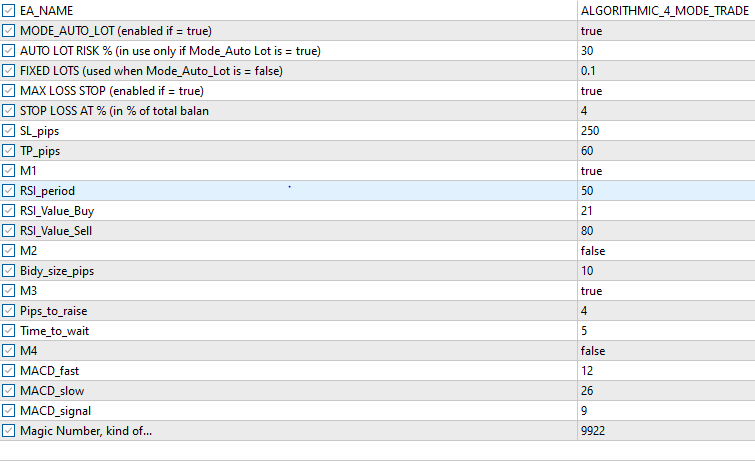 EA_NAME ALGORITHMIC_4_MODE_TRADE
MODE_AUTO_LOT (enabled if = true) true
AUTO LOT RISK % (in use only if Mode_Auto Lot is = true) 30
FIXED LOTS (used when Mode_Auto_Lot is = false) 0.1
MAX LOSS STOP (enabled if = true) true
STOP LOSS AT % (in % of total balan 4
SL_pips 250
TP_pips 60
M1 true
RSI_period 50
RSI_Value_Buy 21
RSI_Value_Sell 80
M2 false
Bidy_size_pips 10
M3 true
Pips_to_raise 4
Time_to_wait 5
M4 false
MACD_fast 12
MACD_slow 26
MACD_signal 9
Magic Number, kind of... 9922